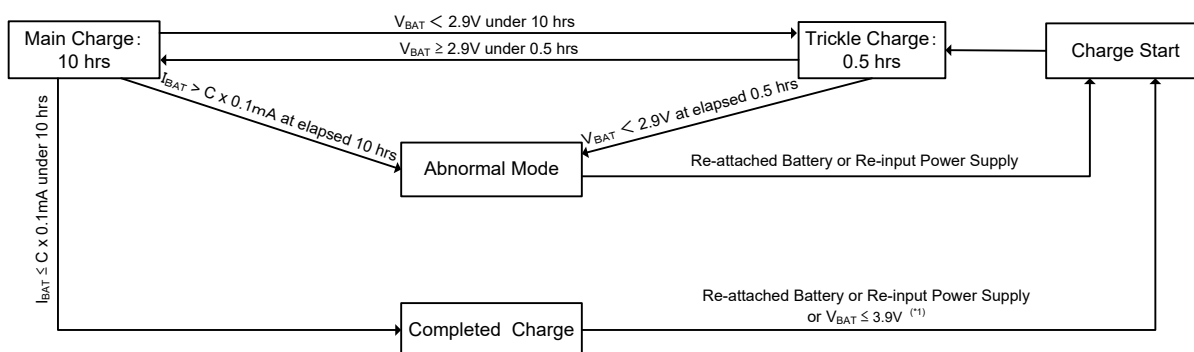 V_BAT < 2.9V under 10 hrs
Main Charge:
10 hrs
V_BAT ≥ 2.9V under 0.5 hrs
Trickle Charge:
0.5 hrs
Charge Start
I_BAT > C x 0.1mA at elapsed 10 hrs
V_BAT < 2.9V at elapsed 0.5 hrs
Abnormal Mode
Re-attached Battery or Re-input Power Supply
I_BAT ≤ C x 0.1mA under 10 hrs
Completed Charge
Re-attached Battery or Re-input Power Supply
or V_BAT ≤ 3.9V (*1)